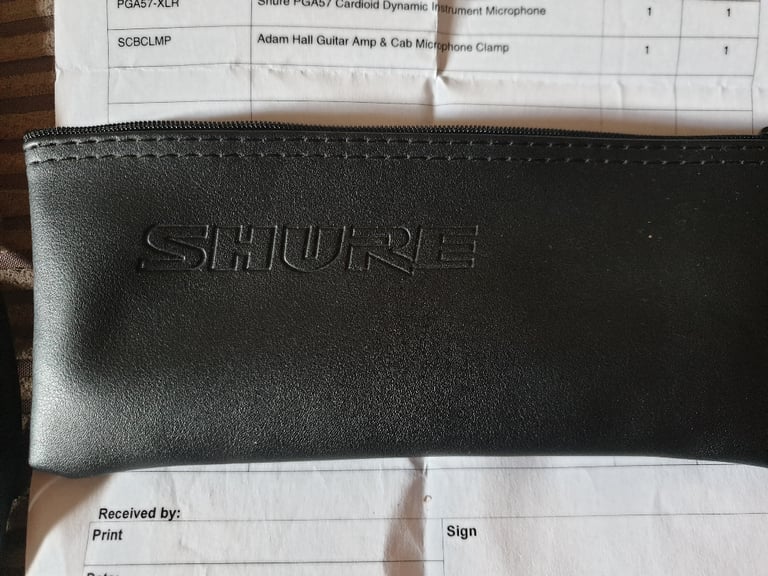 PGA57-XLR Shure PGA57 Cardioid Dynamic Instrument Microphone 1 1
SCBCLMP Adam Hall Guitar Amp & Cab Microphone Clamp 1 1
SHURE
Received by:
Print Sign